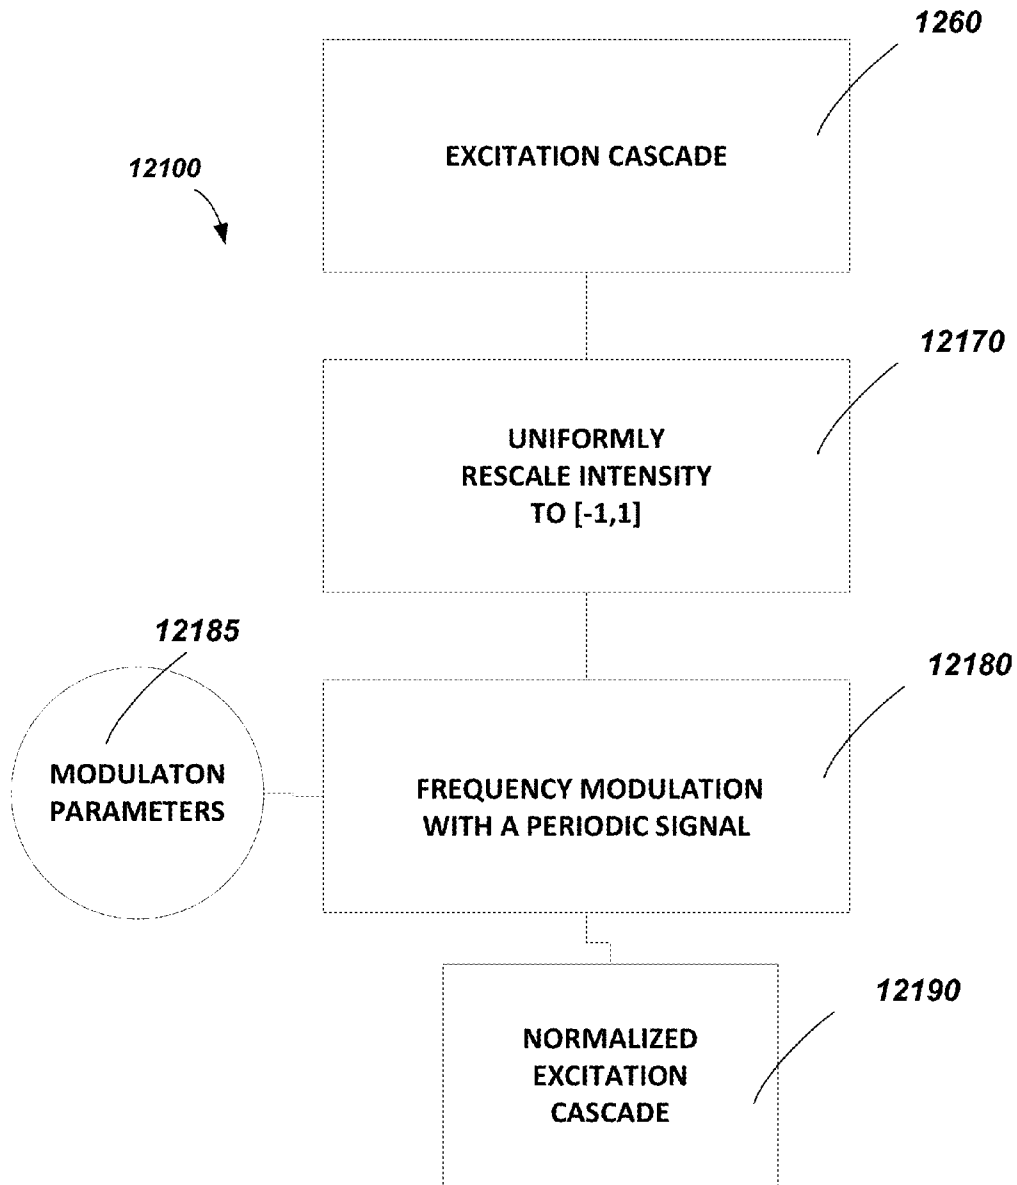 1260
EXCITATION CASCADE
12100
12170
UNIFORMLY
RESCALE INTENSITY
TO [-1,1]
12185
12180
MODULATON
PARAMETERS
FREQUENCY MODULATION
WITH A PERIODIC SIGNAL
12190
NORMALIZED
EXCITATION
CASCADE